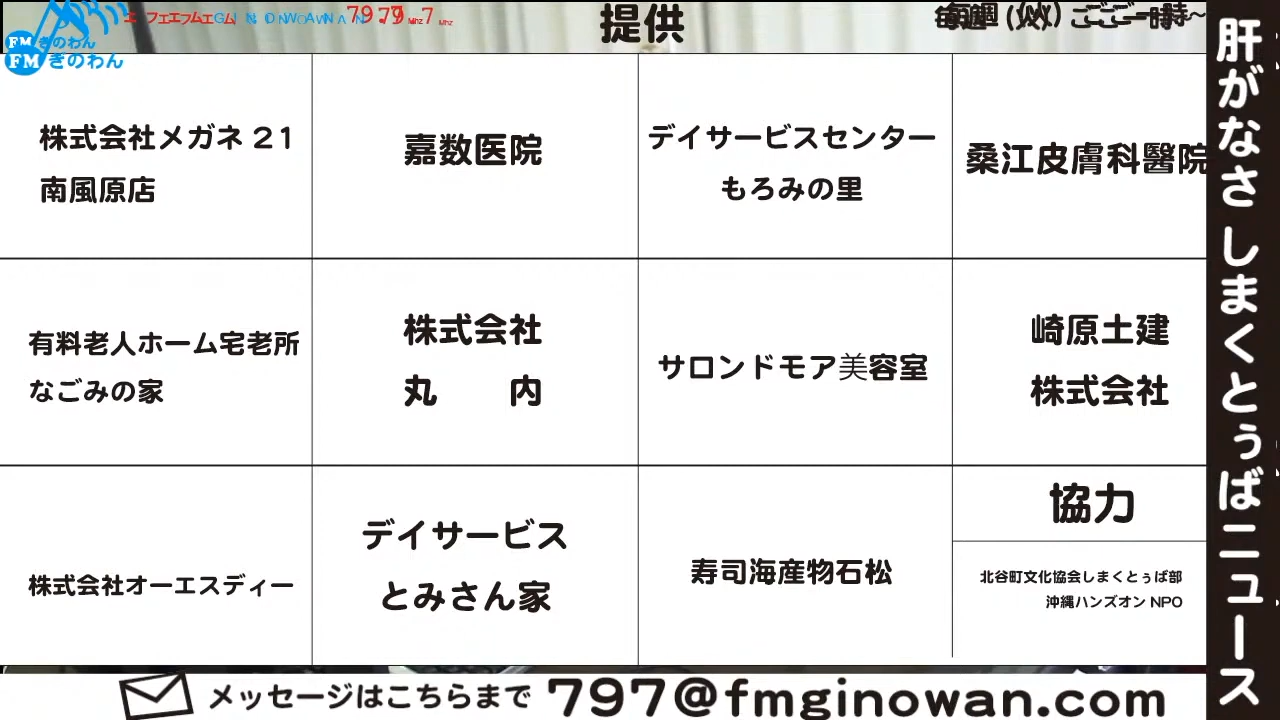 提供
FM ぎのわん
FM ぎのわん
株式会社メガネ21
南風原店
嘉数医院
デイサービスセンター
もろみの里
桑江皮膚科醫院
有料老人ホーム宅老所
なごみの家
株式会社
丸 内
サロンドモア美容室
崎原土建
株式会社
株式会社オーエスディー
デイサービス
とみさん家
寿司海産物石松
協力
北谷町文化協会しまくとぅば部
沖縄ハンズオンNPO
メッセージはこちらまで 797@fmginowan.com
肝がなさ しまくとぅばニュース